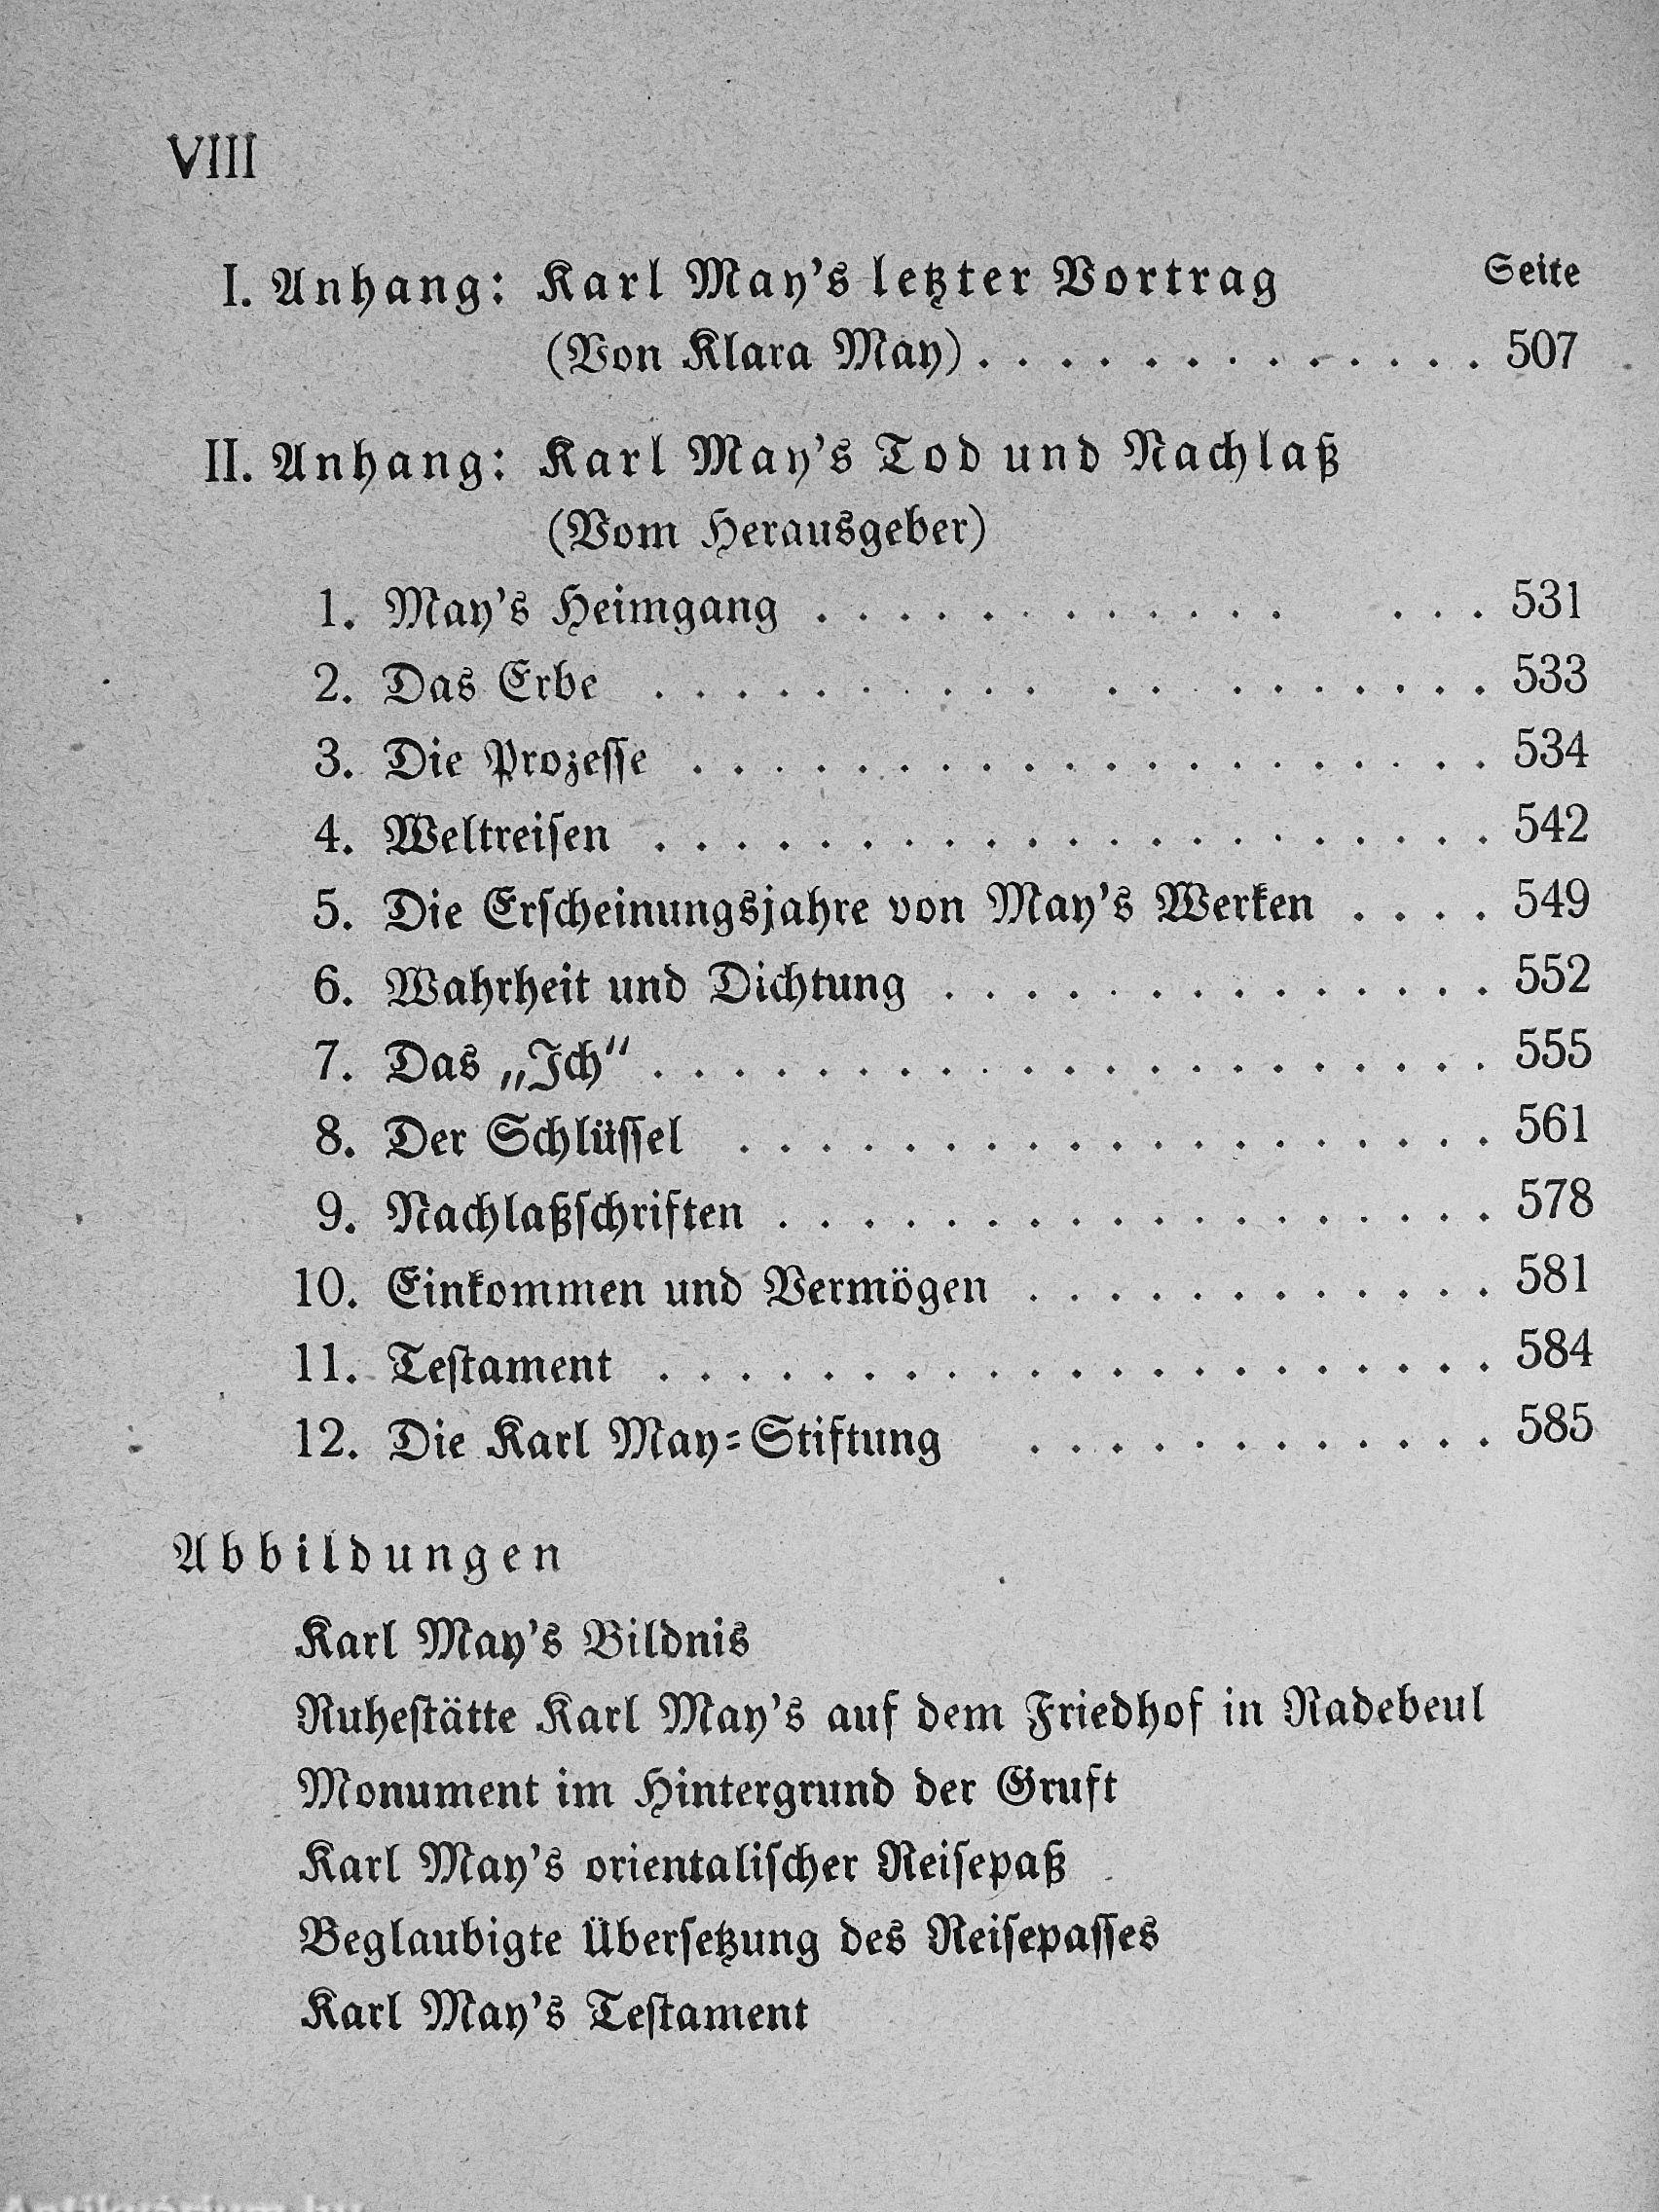 VIII
Seite
I. Anhang: Karl May's letzter Vortrag
(Von Klara May) . . . . . . . . . . . . . 507
II. Anhang: Karl May's Tod und Nachlaß
(Vom Herausgeber)
1. May's Heimgang . . . . . . . . . . . . . . . 531
2. Das Erbe . . . . . . . . . . . . . . . . . . . . 533
3. Die Prozeſſe . . . . . . . . . . . . . . . . . . . . 534
4. Weltreiſen . . . . . . . . . . . . . . . . . . . . . 542
5. Die Erſcheinungsjahre von May's Werken . . . . 549
6. Wahrheit und Dichtung . . . . . . . . . . . . . . 552
7. Das „Ich“ . . . . . . . . . . . . . . . . . . . . . 555
8. Der Schlüſſel . . . . . . . . . . . . . . . . . . . 561
9. Nachlaßſchriften . . . . . . . . . . . . . . . . . . 578
10. Einkommen und Vermögen . . . . . . . . . . . . 581
11. Teſtament . . . . . . . . . . . . . . . . . . . . . 584
12. Die Karl May=Stiftung . . . . . . . . . . . . 585
Abbildungen
Karl May's Bildnis
Ruheſtätte Karl May's auf dem Friedhof in Radebeul
Monument im Hintergrund der Gruft
Karl May's orientaliſcher Reiſepaß
Beglaubigte Überſetzung des Reiſepaſſes
Karl May's Teſtament